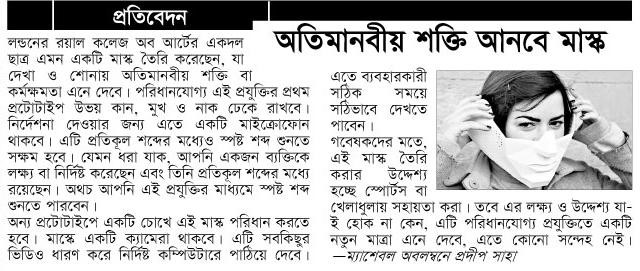 প্রতিবেদন
অতিমানবীয় শক্তি আনবে মাস্ক
লন্ডনের রয়াল কলেজ অব আর্টের একদল
ছাত্র এমন একটি মাস্ক তৈরি করেছেন, যা
দেখা ও শোনায় অতিমানবীয় শক্তি বা
কর্মক্ষমতা এনে দেবে। পরিধানযোগ্য এই প্রযুক্তির প্রথম
প্রটোটাইপ উভয় কান, মুখ ও নাক ঢেকে রাখবে।
নির্দেশনা দেওয়ার জন্য এতে একটি মাইক্রোফোন
থাকবে। এটি প্রতিকূল শব্দের মধ্যেও স্পষ্ট শব্দ শুনতে
সক্ষম হবে। যেমন ধরা যাক, আপনি একজন ব্যক্তিকে
লক্ষ্য বা নির্দিষ্ট করেছেন এবং তিনি প্রতিকূল শব্দের মধ্যে
রয়েছেন। অথচ আপনি এই প্রযুক্তির মাধ্যমে স্পষ্ট শব্দ
শুনতে পারবেন।
অন্য প্রটোটাইপে একটি চোখে এই মাস্ক পরিধান করতে
হবে। মাস্কে একটি ক্যামেরা থাকবে। এটি সবকিছুর
ভিডিও ধারণ করে নির্দিষ্ট কম্পিউটারে পাঠিয়ে দেবে।
এতে ব্যবহারকারী
সঠিক সময়ে
সঠিভাবে দেখতে
পাবেন।
গবেষকদের মতে,
এই মাস্ক তৈরি
করার উদ্দেশ্য
হচ্ছে স্পোর্টস বা
খেলাধুলায় সহায়তা করা। তবে এর লক্ষ্য ও উদ্দেশ্য যা-
ই হোক না কেন, এটি পরিধানযোগ্য প্রযুক্তিতে একটি
নতুন মাত্রা এনে দেবে, এতে কোনো সন্দেহ নেই।
—ম্যাশেবল অবলম্বনে প্রদীপ সাহা